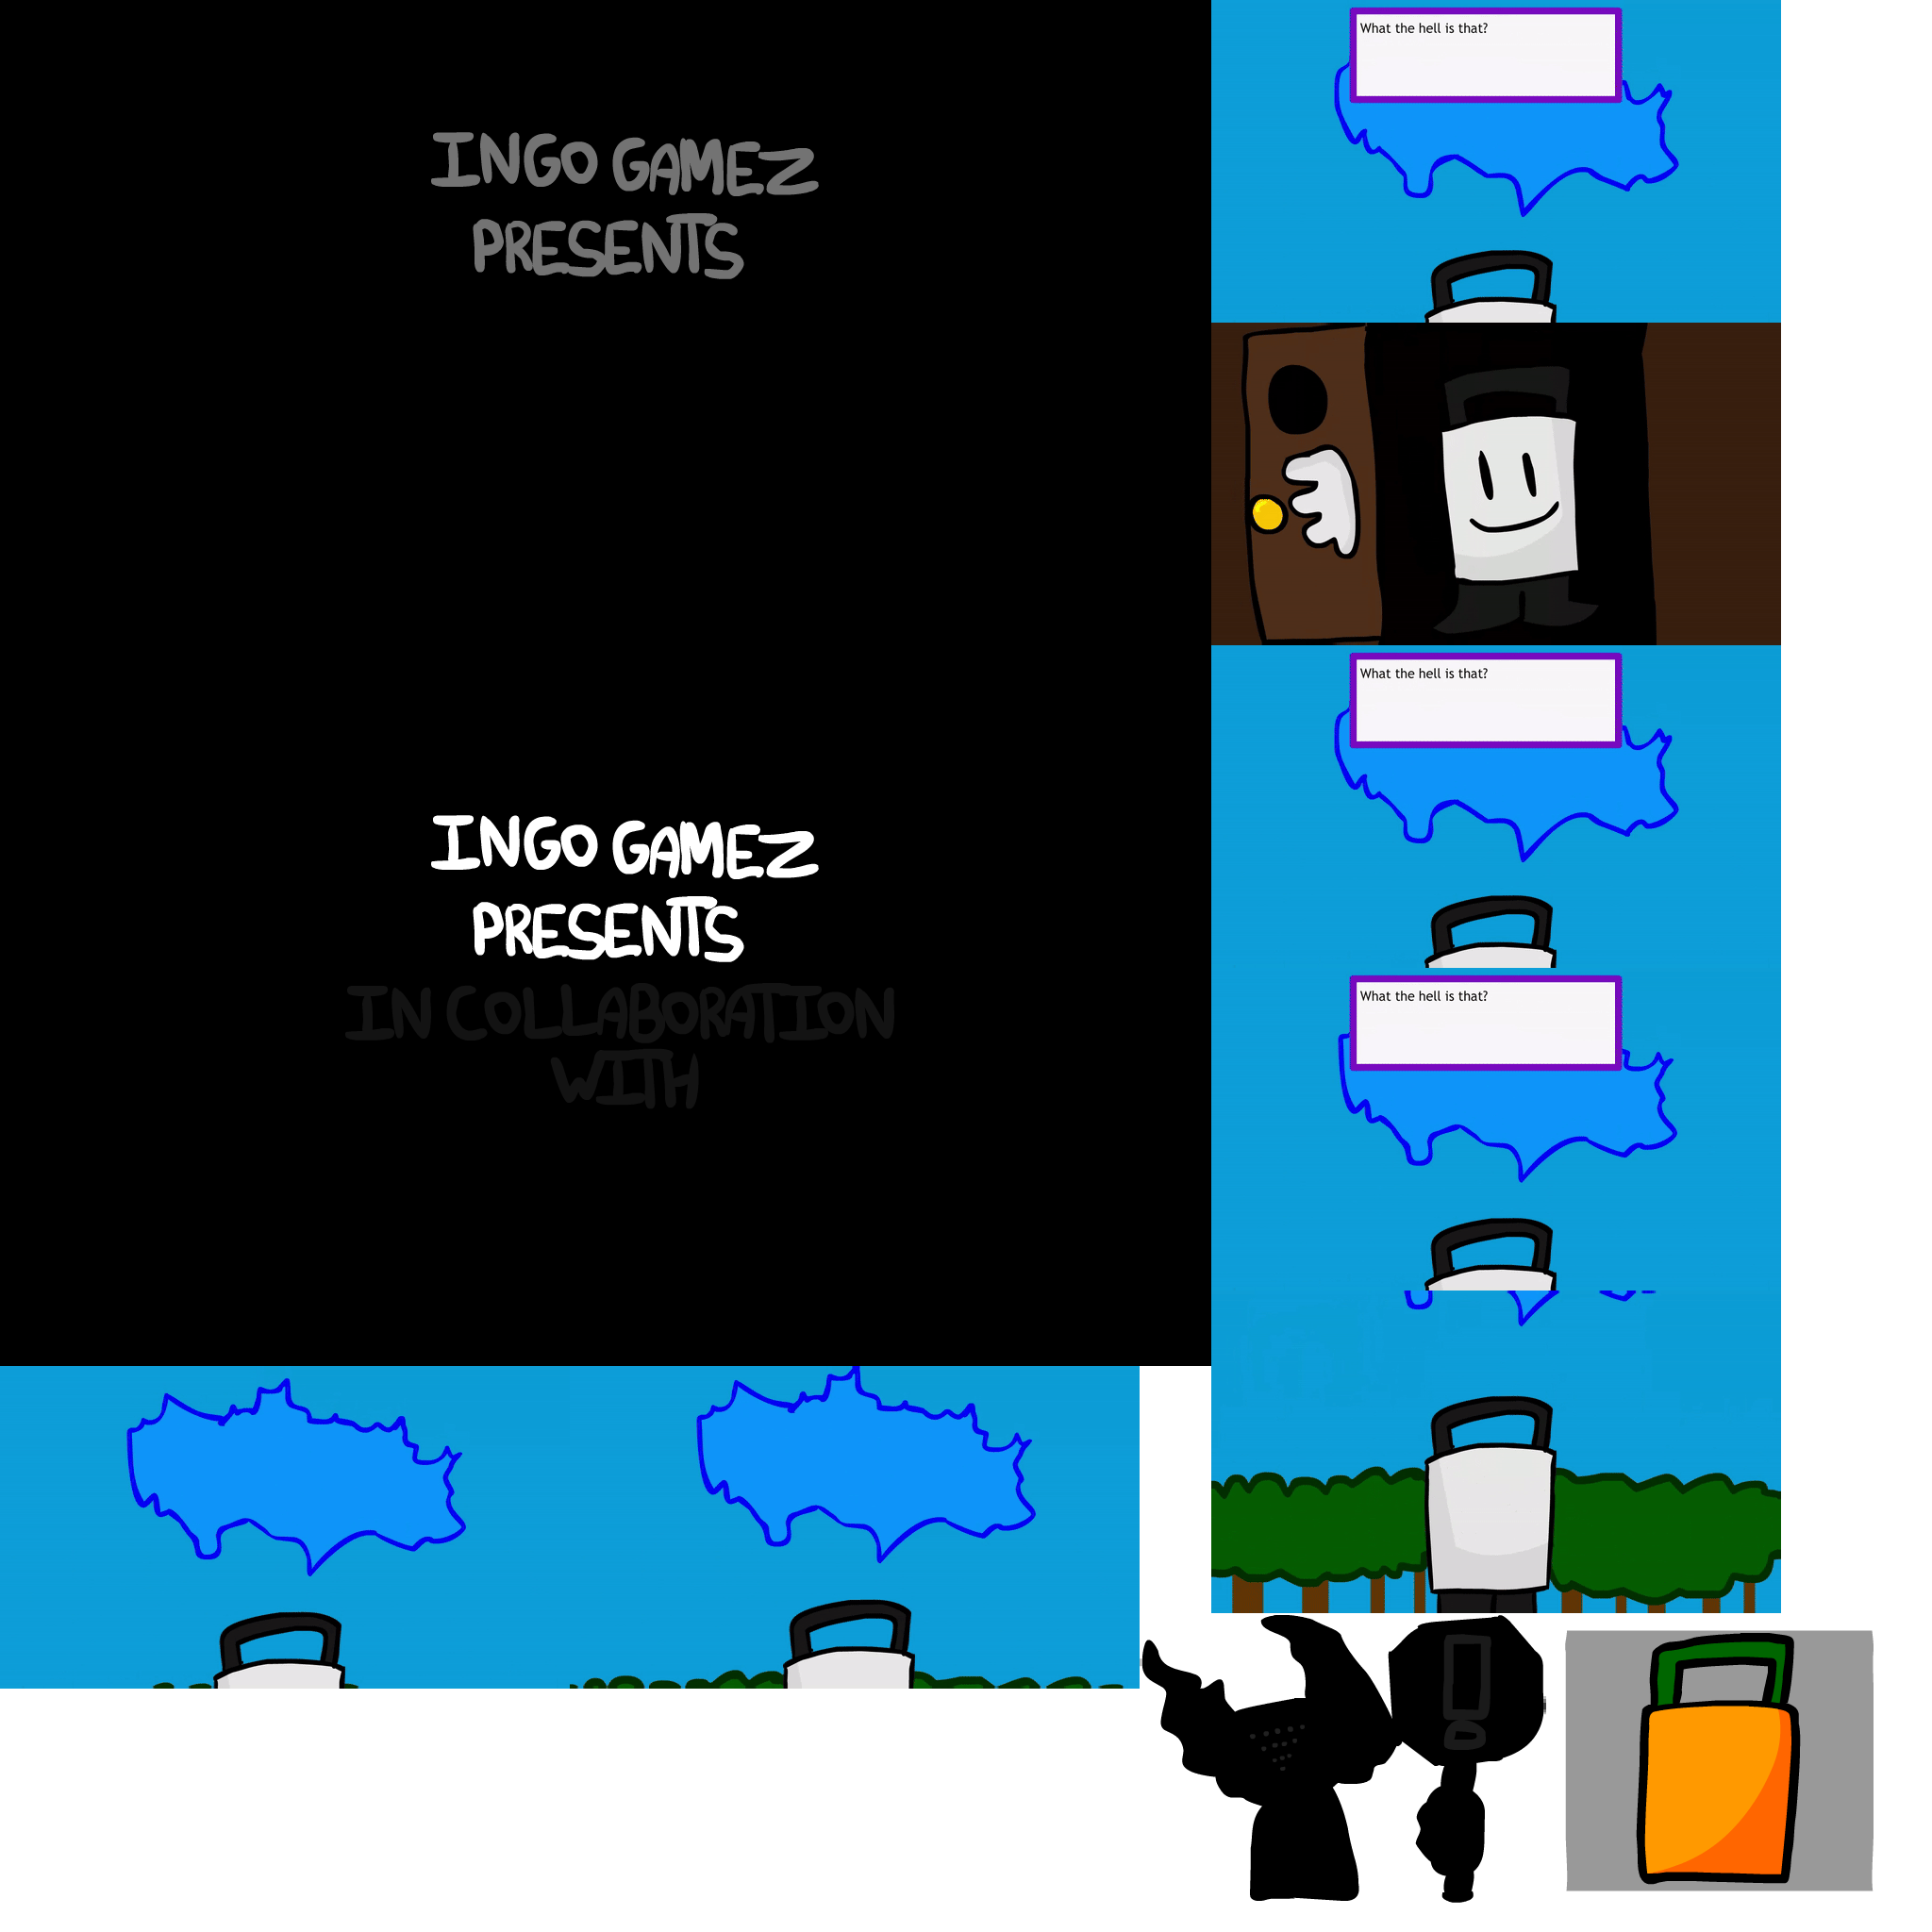 INGO GAMEZ
PRESENTS
What the hell is that?
What the hell is that?
INGO GAMEZ
PRESENTS
IN COLLABORATION
WITH
What the hell is that?